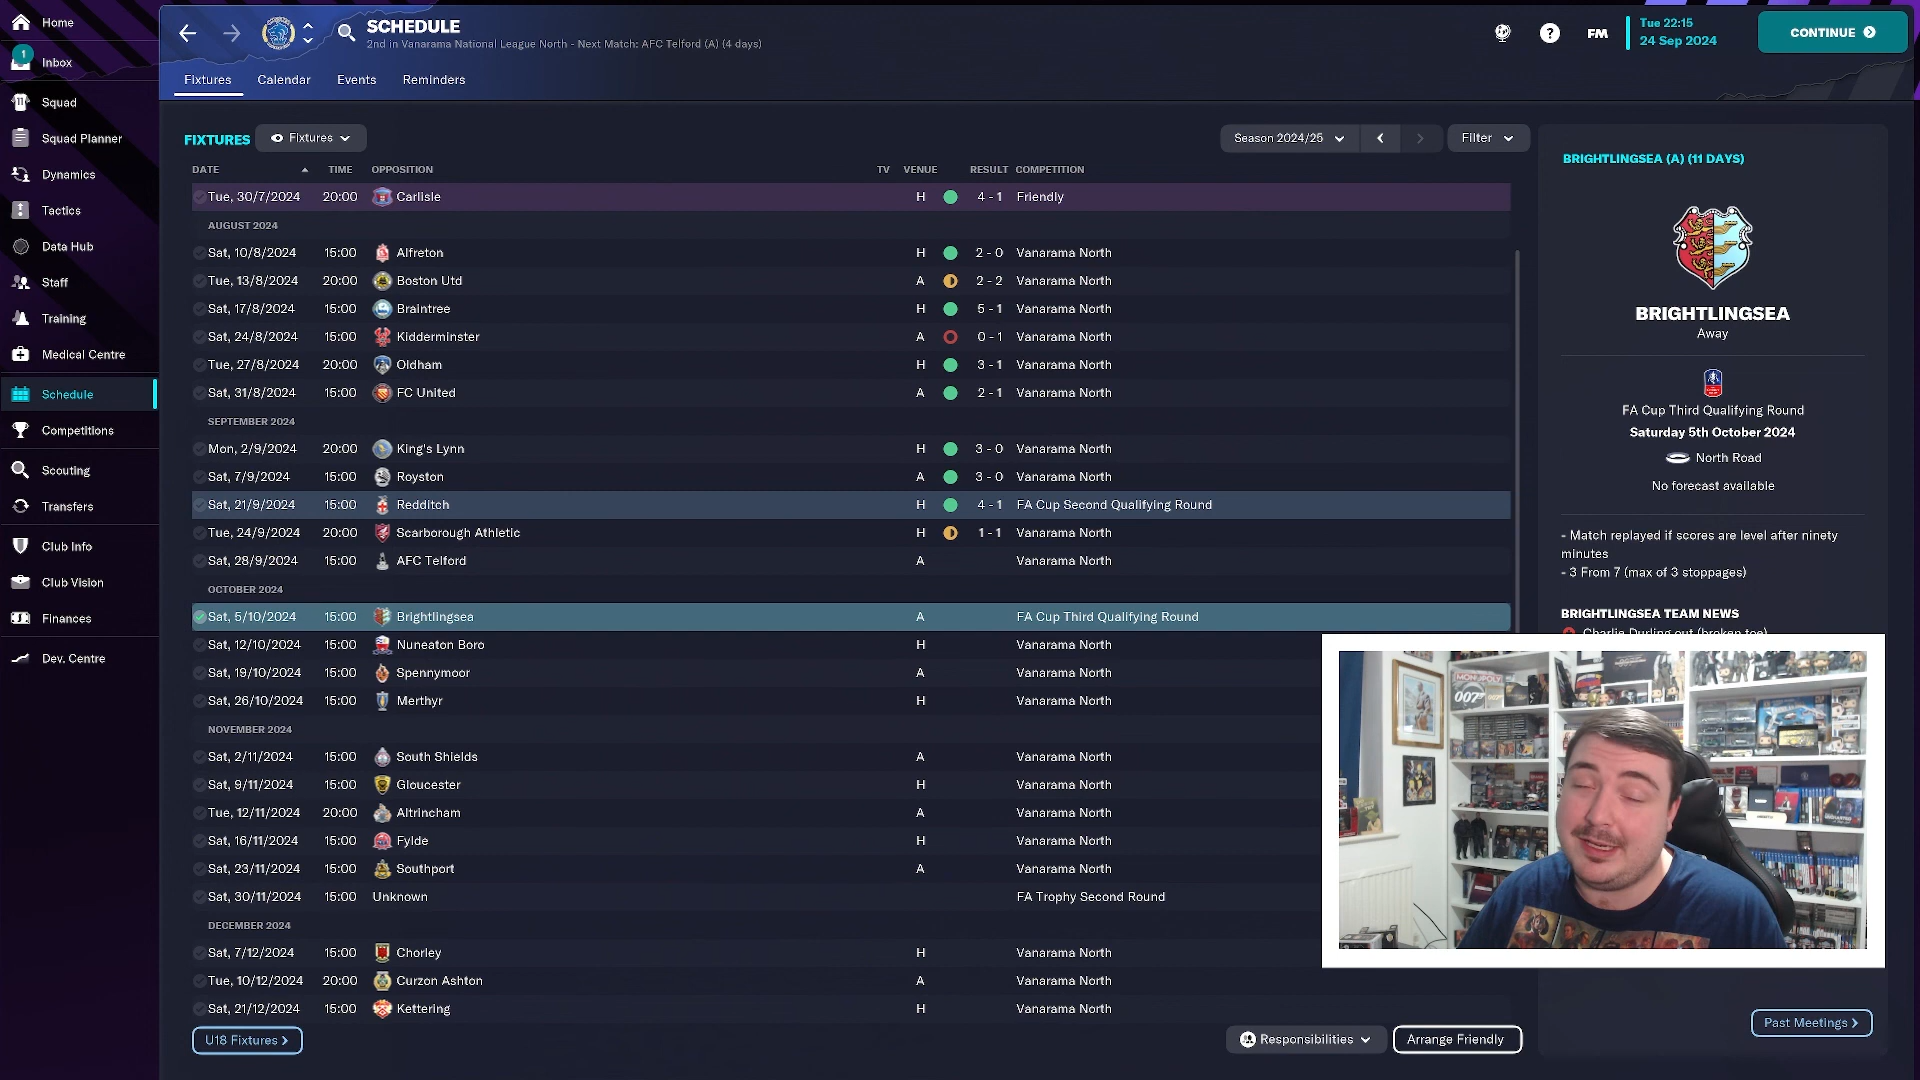 Home
1
Inbox
Squad
Squad Planner
Dynamics
Tactics
Data Hub
Staff
Training
Medical Centre
Schedule
Competitions
Scouting
Transfers
Club Info
Club Vision
Finances
Dev. Centre
SCHEDULE
2nd in Vanarama National League North - Next Match: AFC Telford (A) (4 days)
? FM
Tue 22:15
24 Sep 2024
CONTINUE
Fixtures Calendar Events Reminders
FIXTURES Fixtures Season 2024/25 Filter
DATE TIME OPPOSITION TV VENUE RESULT COMPETITION
Tue, 30/7/2024 20:00 Carlisle H 4 - 1 Friendly
AUGUST 2024
Sat, 10/8/2024 15:00 Alfreton H 2 - 0 Vanarama North
Tue, 13/8/2024 20:00 Boston Utd A 2 - 2 Vanarama North
Sat, 17/8/2024 15:00 Braintree H 5 - 1 Vanarama North
Sat, 24/8/2024 15:00 Kidderminster A 0 - 1 Vanarama North
Tue, 27/8/2024 20:00 Oldham H 3 - 1 Vanarama North
Sat, 31/8/2024 15:00 FC United A 2 - 1 Vanarama North
SEPTEMBER 2024
Mon, 2/9/2024 20:00 King's Lynn H 3 - 0 Vanarama North
Sat, 7/9/2024 15:00 Royston A 3 - 0 Vanarama North
Sat, 21/9/2024 15:00 Redditch H 4 - 1 FA Cup Second Qualifying Round
Tue, 24/9/2024 20:00 Scarborough Athletic H 1 - 1 Vanarama North
Sat, 28/9/2024 15:00 AFC Telford A Vanarama North
OCTOBER 2024
Sat, 5/10/2024 15:00 Brightlingsea A FA Cup Third Qualifying Round
Sat, 12/10/2024 15:00 Nuneaton Boro H Vanarama North
Sat, 19/10/2024 15:00 Spennymoor A Vanarama North
Sat, 26/10/2024 15:00 Merthyr H Vanarama North
NOVEMBER 2024
Sat, 2/11/2024 15:00 South Shields A Vanarama North
Sat, 9/11/2024 15:00 Gloucester H Vanarama North
Tue, 12/11/2024 20:00 Altrincham A Vanarama North
Sat, 16/11/2024 15:00 Fylde H Vanarama North
Sat, 23/11/2024 15:00 Southport A Vanarama North
Sat, 30/11/2024 15:00 Unknown FA Trophy Second Round
DECEMBER 2024
Sat, 7/12/2024 15:00 Chorley H Vanarama North
Tue, 10/12/2024 20:00 Curzon Ashton A Vanarama North
Sat, 21/12/2024 15:00 Kettering H Vanarama North
U18 Fixtures Responsibilities Arrange Friendly
BRIGHTLINGSEA (A) (11 DAYS)
BRIGHTLINGSEA
Away
FA Cup Third Qualifying Round
Saturday 5th October 2024
North Road
No forecast available
- Match replayed if scores are level after ninety
minutes
- 3 From 7 (max of 3 stoppages)
BRIGHTLINGSEA TEAM NEWS
Charlie Durling out (broken toe)
MONOPOLY
007
Past Meetings